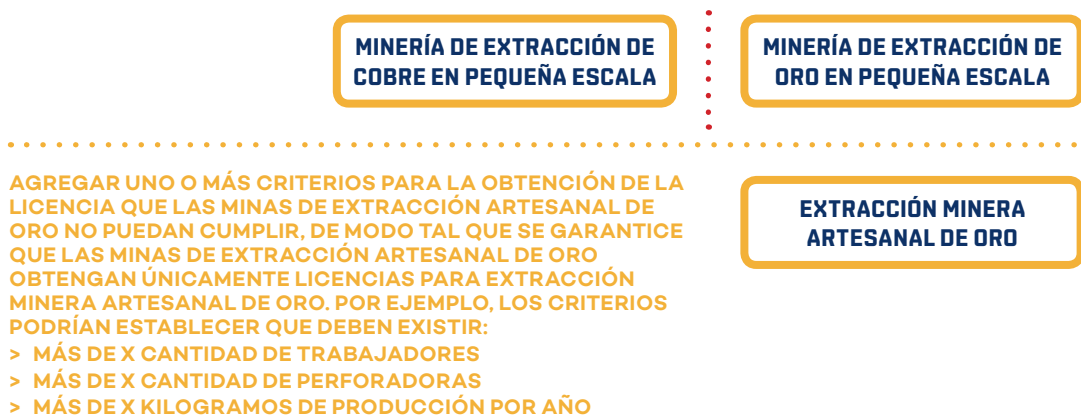 MINERÍA DE EXTRACCIÓN DE
COBRE EN PEQUEÑA ESCALA
MINERÍA DE EXTRACCIÓN DE
ORO EN PEQUEÑA ESCALA
AGREGAR UNO O MÁS CRITERIOS PARA LA OBTENCIÓN DE LA
LICENCIA QUE LAS MINAS DE EXTRACCIÓN ARTESANAL DE
ORO NO PUEDAN CUMPLIR, DE MODO TAL QUE SE GARANTICE
QUE LAS MINAS DE EXTRACCIÓN ARTESANAL DE ORO
OBTENGAN ÚNICAMENTE LICENCIAS PARA EXTRACCIÓN
MINERA ARTESANAL DE ORO. POR EJEMPLO, LOS CRITERIOS
PODRÍAN ESTABLECER QUE DEBEN EXISTIR:
> MÁS DE X CANTIDAD DE TRABAJADORES
> MÁS DE X CANTIDAD DE PERFORADORAS
> MÁS DE X KILOGRAMOS DE PRODUCCIÓN POR AÑO
EXTRACCIÓN MINERA
ARTESANAL DE ORO